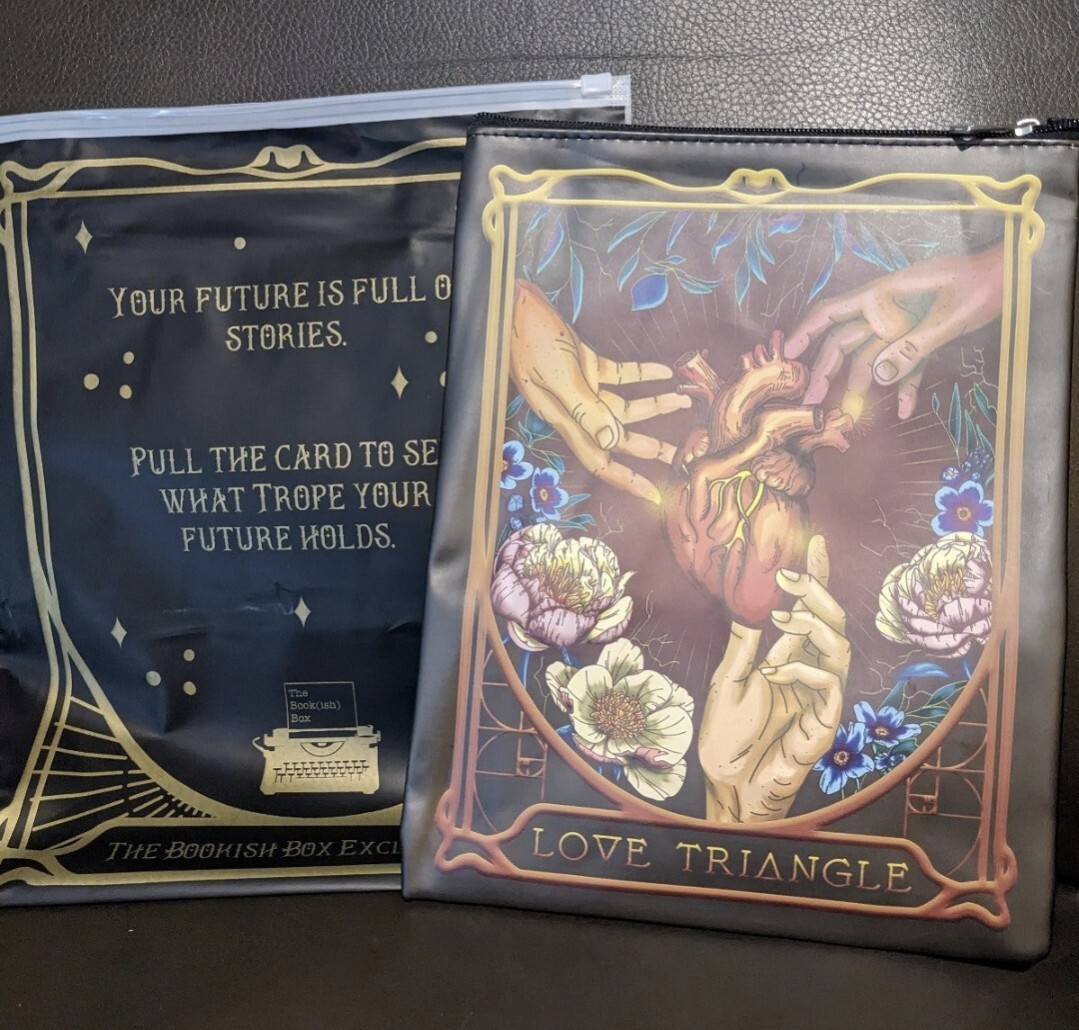 YOUR FUTURE IS FULL O
STORIES.
PULL THE CARD TO SE
WHAT TROPE YOUR
FUTURE HOLDS.
The
Book(ish)
Box
THE BOOKISH BOX EXCL
LOVE TRIANGLE